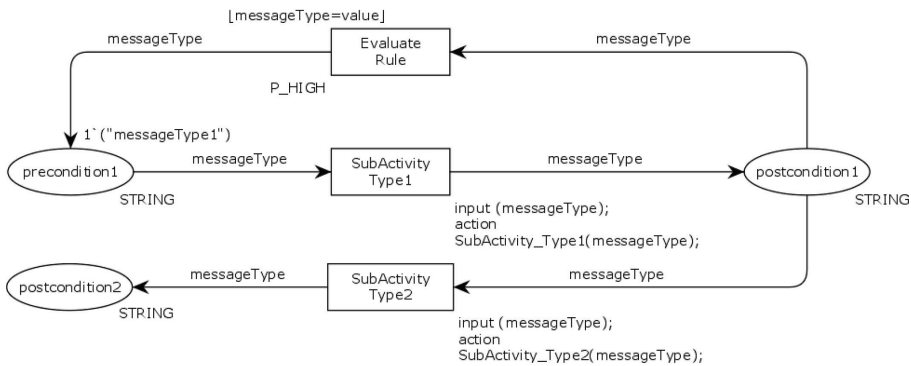 [messageType=value]
messageType
Evaluate
Rule
messageType
P_HIGH
1`("messageType1")
precondition1
STRING
messageType
SubActivity
Type1
messageType
postcondition1
STRING
input (messageType);
action
SubActivity_Type1(messageType);
postcondition2
STRING
messageType
SubActivity
Type2
messageType
input (messageType);
action
SubActivity_Type2(messageType);